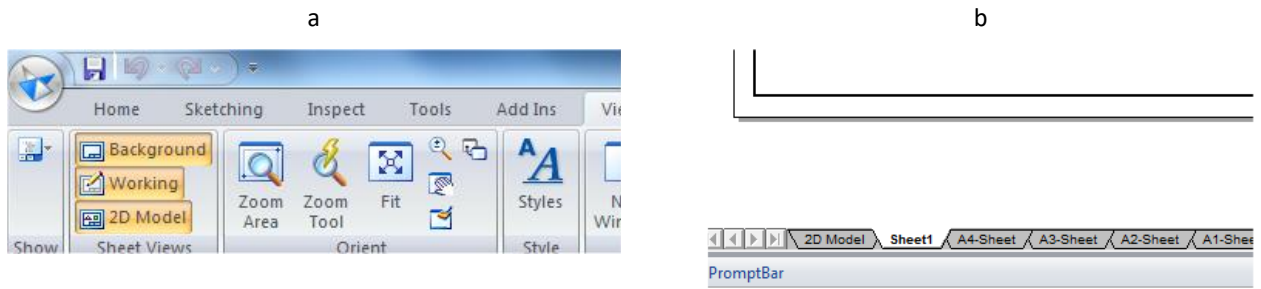 a
b
Home Sketching Inspect Tools Add Ins
Background
Working
2D Model
Zoom Area
Zoom Tool
Fit
Styles
Show
Sheet Views
Orient
Style
2D Model Sheet1 A4-Sheet A3-Sheet A2-Sheet
PromptBar